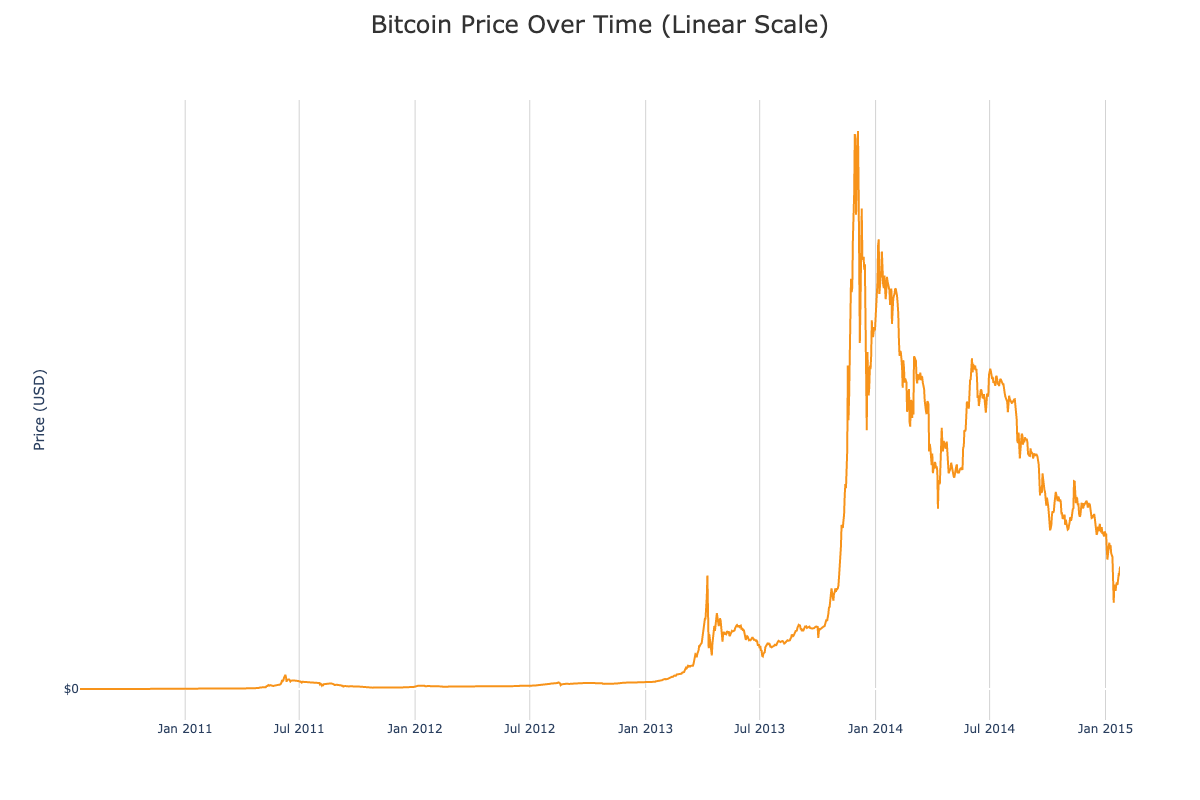 Bitcoin Price Over Time (Linear Scale)
Price (USD)
$0
Jan 2011
Jul 2011
Jan 2012
Jul 2012
Jan 2013
Jul 2013
Jan 2014
Jul 2014
Jan 2015